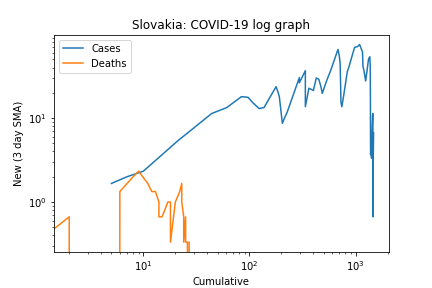 Slovakia: COVID-19 log graph
Cases
Deaths
New (3 day SMA)
10¹
10⁰
10¹
10²
10³
Cumulative